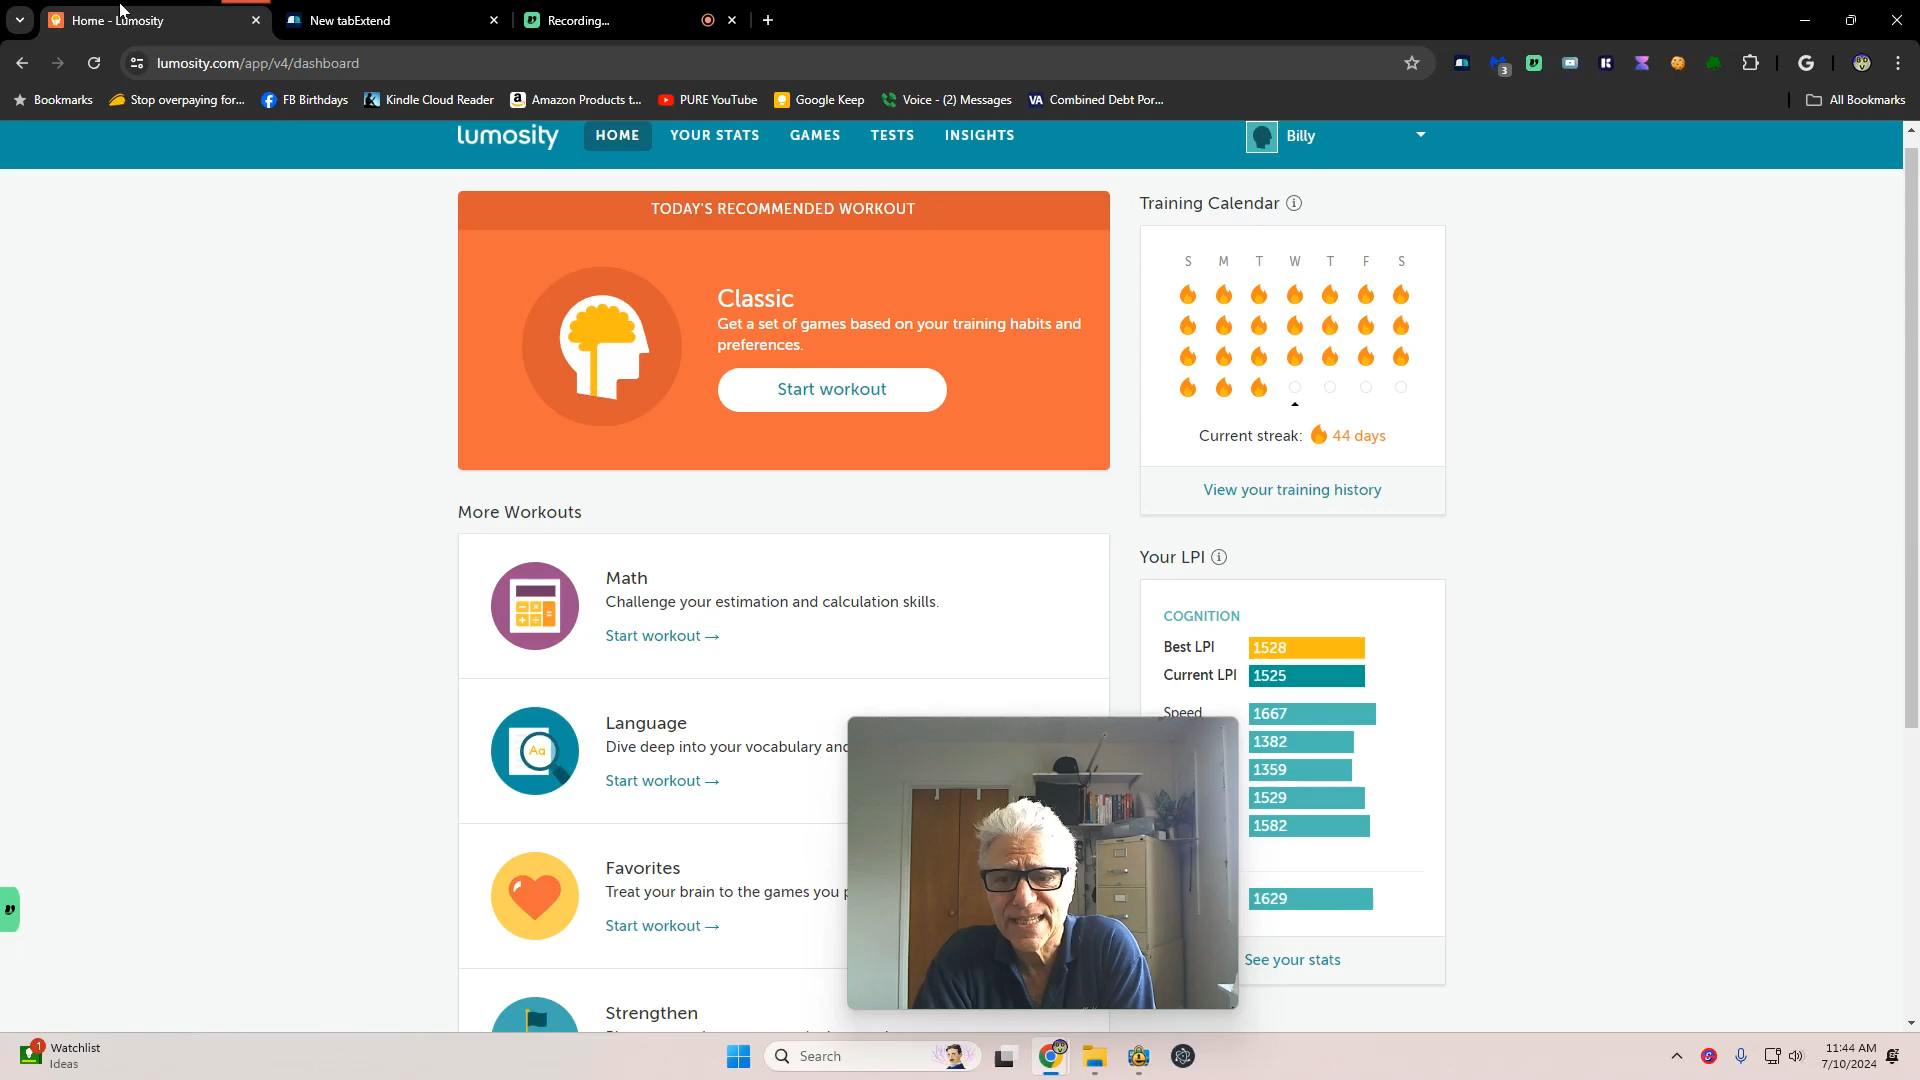 Home - Lumosity
New tabExtend
Recording...
lumosity.com/app/v4/dashboard
3
Bookmarks
Stop overpaying for...
FB Birthdays
Kindle Cloud Reader
Amazon Products t...
PURE YouTube
Google Keep
Voice - (2) Messages
VA Combined Debt Por...
All Bookmarks
lumosity
HOME
YOUR STATS
GAMES
TESTS
INSIGHTS
Billy
TODAY'S RECOMMENDED WORKOUT
Classic
Get a set of games based on your training habits and
preferences.
Start workout
More Workouts
Math
Challenge your estimation and calculation skills.
Start workout →
Aa
Language
Dive deep into your vocabulary and
Start workout →
Favorites
Treat your brain to the games you
Start workout →
Strengthen
Training Calendar
S M T W T F S
Current streak: 44 days
View your training history
Your LPI
COGNITION
Best LPI 1528
Current LPI 1525
Speed 1667
1382
1359
1529
1582
1629
See your stats
1
Watchlist
Ideas
Search
11:44 AM
7/10/2024